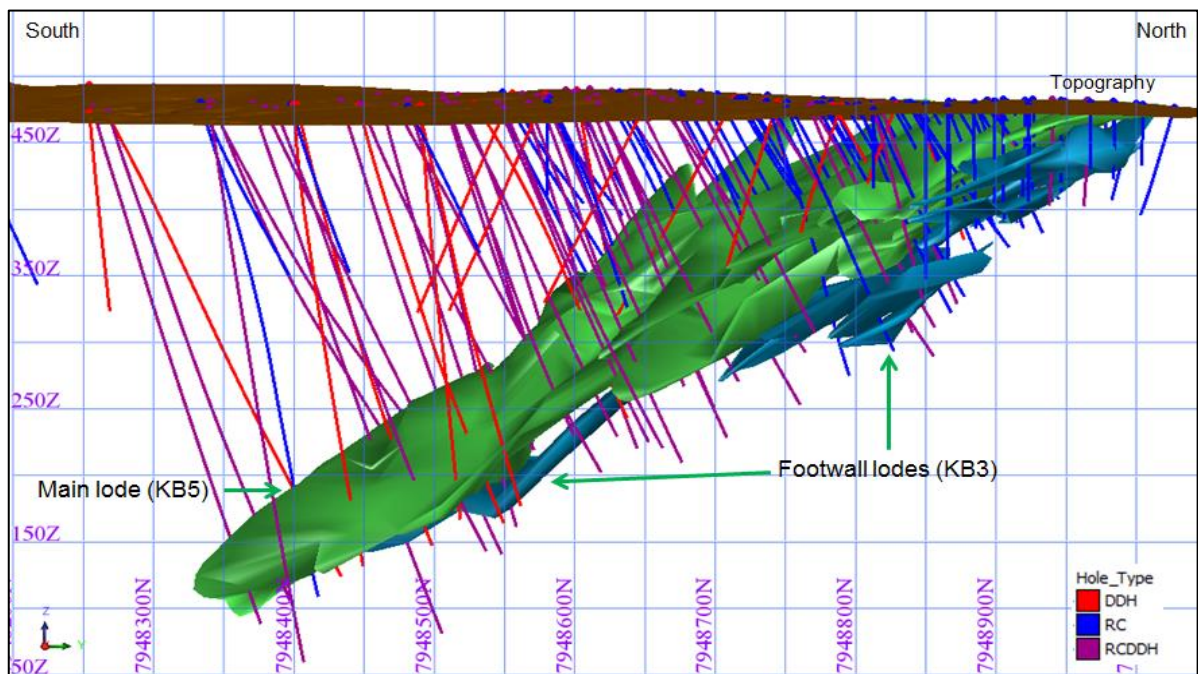 South
North
Topography
450Z
350Z
250Z
Footwall lodes (KB3)
Main lode (KB5)
150Z
7948300N
7948400N
7948500N
7948600N
7948700N
7948800N
7948900N
Hole_Type
DDH
RC
RCDDH
Z
Y
50Z
7